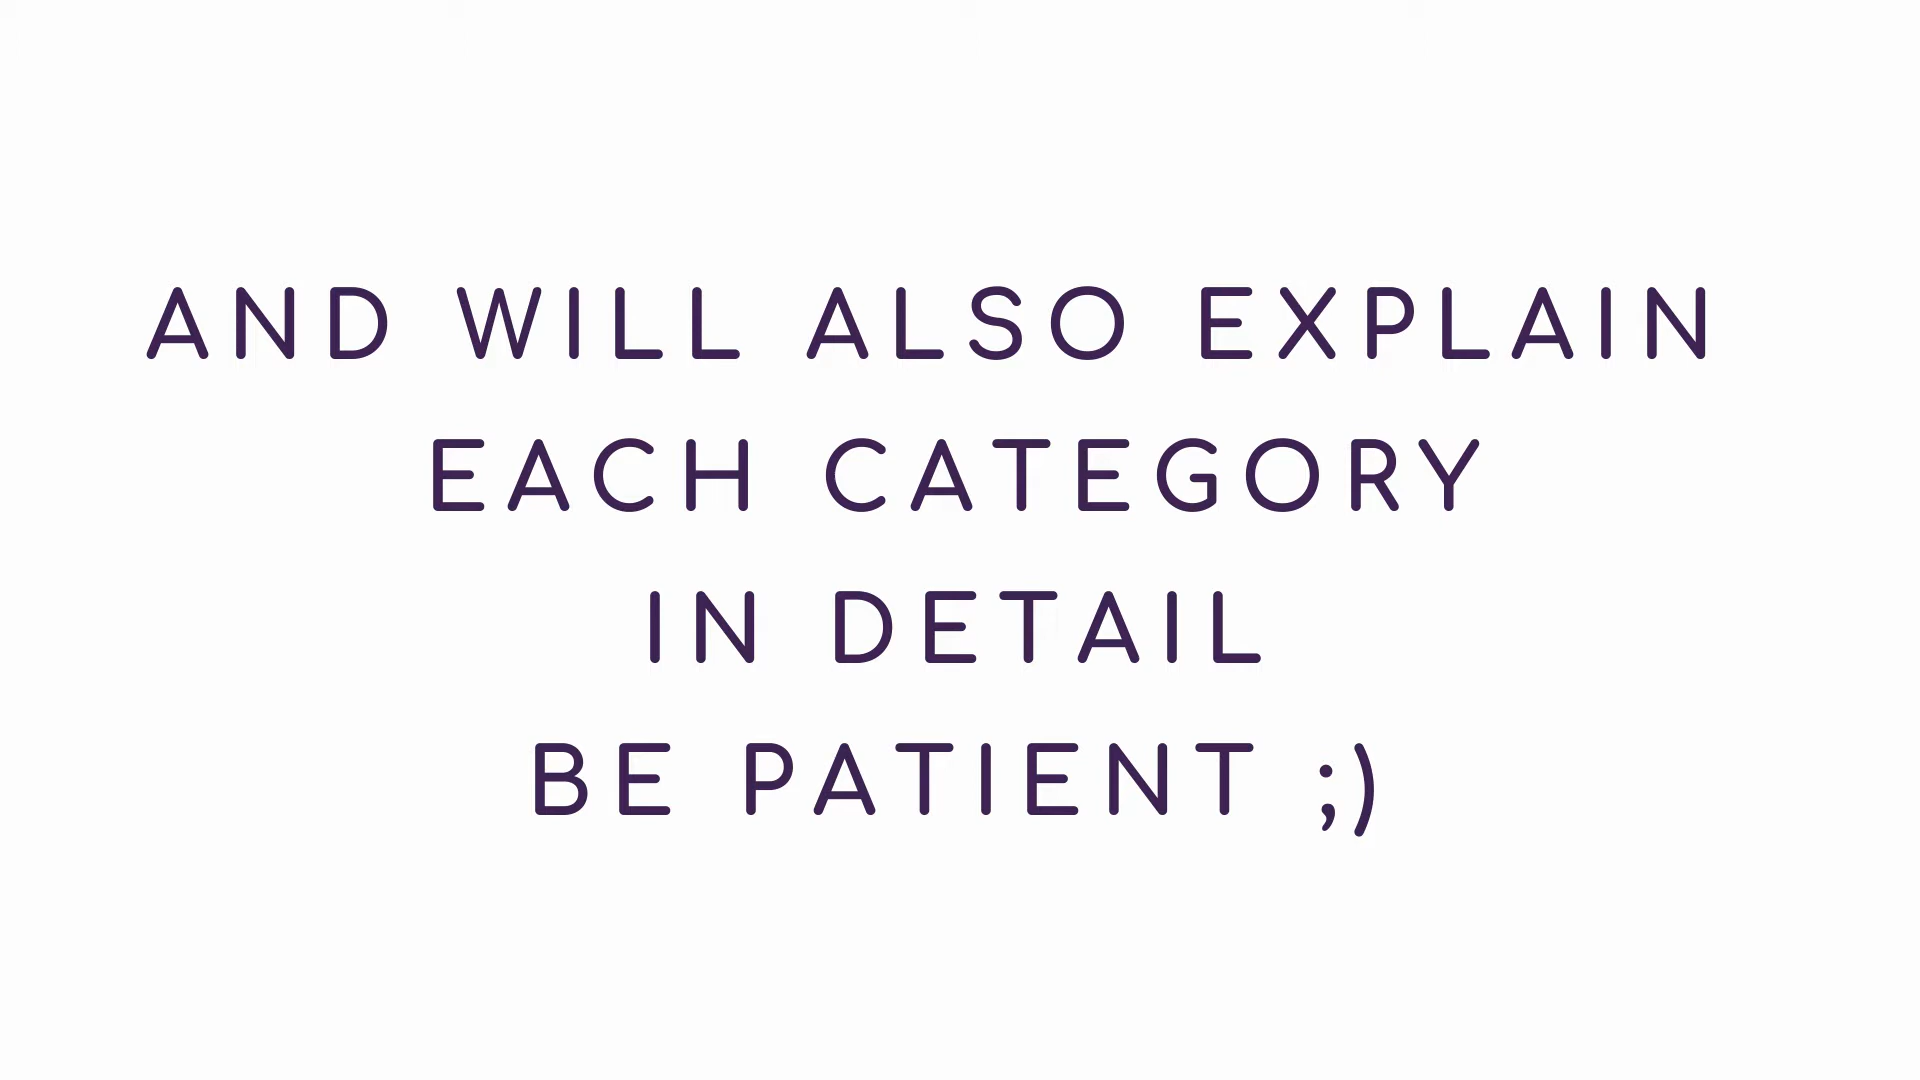 AND WILL ALSO EXPLAIN
EACH CATEGORY
IN DETAIL
BE PATIENT ;)